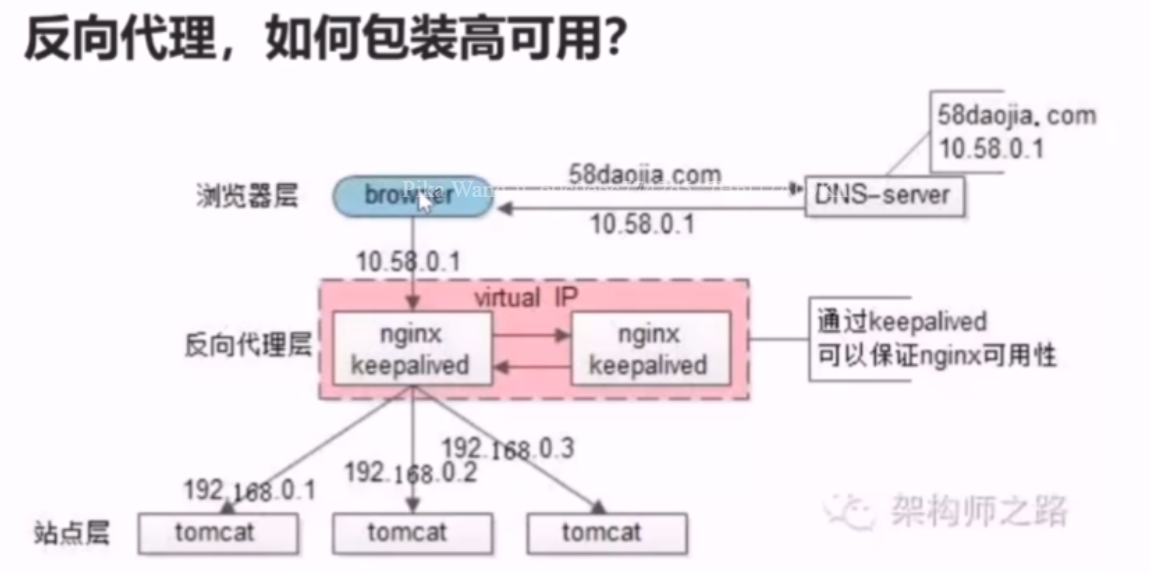 反向代理，如何包装高可用？
58daojia.com
10.58.0.1
58daojia.com
浏览器层
browser
DNS-server
10.58.0.1
10.58.0.1
virtual IP
反向代理层
nginx
keepalived
nginx
keepalived
通过keepalived
可以保证nginx可用性
192.168.0.3
192.168.0.2
192.168.0.1
架构师之路
站点层
tomcat
tomcat
tomcat